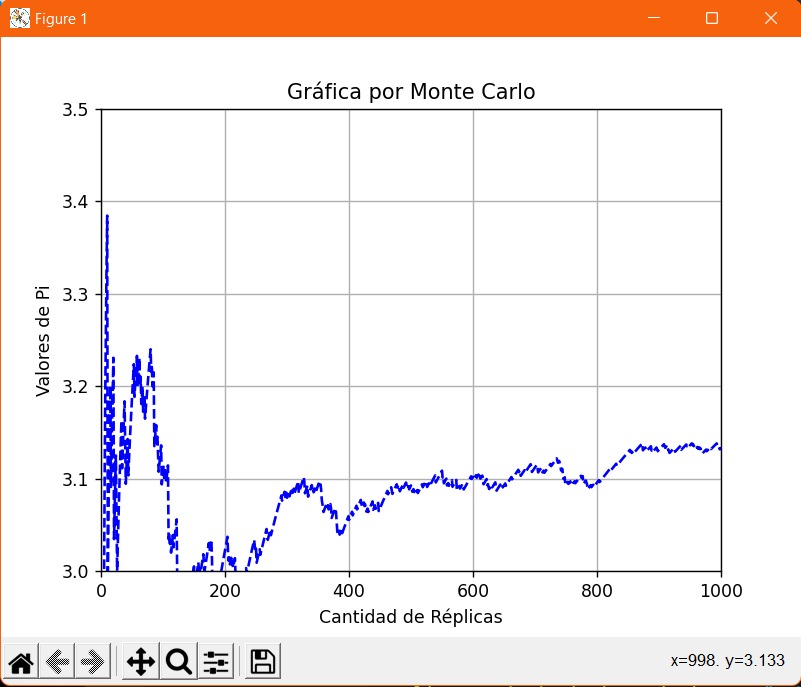 Figure 1
Gráfica por Monte Carlo
3.5
3.4
3.3
3.2
3.1
3.0
Valores de Pi
0 200 400 600 800 1000
Cantidad de Réplicas
x=998. y=3.133